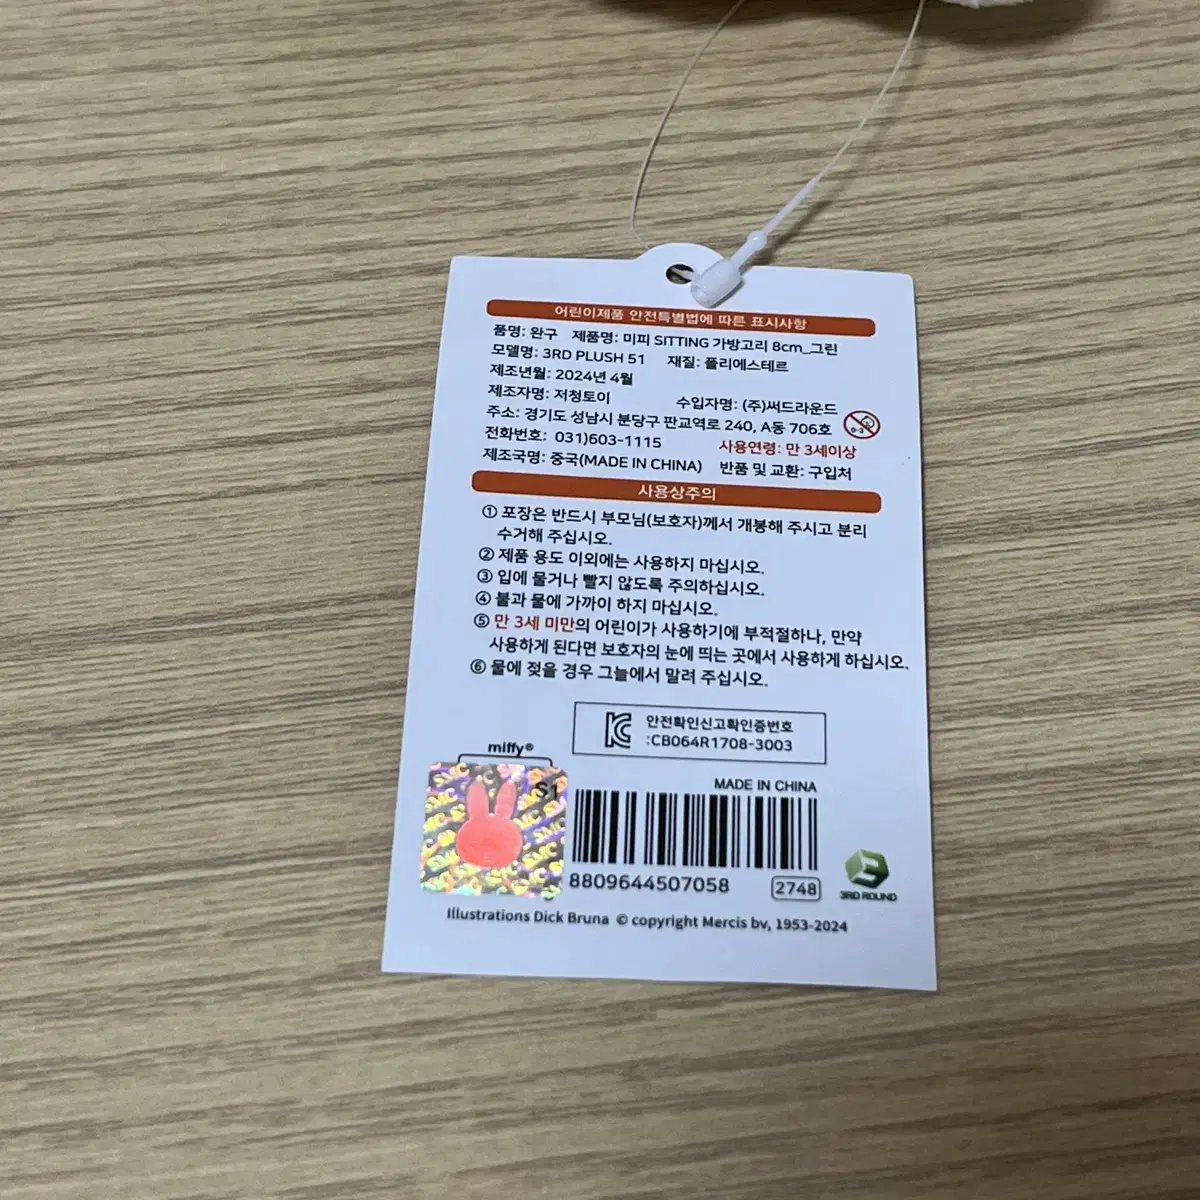 어린이제품 안전특별법에 따른 표시사항
품명: 완구 제품명: 미피 SITTING 가방고리 8cm_그린
모델명: 3RD PLUSH 51 재질: 폴리에스테르
제조년월: 2024년 4월
제조자명: 저청토이 수입자명: (주)써드라운드
주소: 경기도 성남시 분당구 판교역로 240, A동 706호
0-3
전화번호: 031)603-1115 사용연령: 만 3세이상
제조국명: 중국(MADE IN CHINA) 반품 및 교환: 구입처
사용상주의
① 포장은 반드시 부모님(보호자)께서 개봉해 주시고 분리
수거해 주십시오.
② 제품 용도 이외에는 사용하지 마십시오.
③ 입에 물거나 빨지 않도록 주의하십시오.
④ 불과 물에 가까이 하지 마십시오.
⑤ 만 3세 미만의 어린이가 사용하기에 부적절하나, 만약
사용하게 된다면 보호자의 눈에 띄는 곳에서 사용하게 하십시오.
⑥ 물에 젖을 경우 그늘에서 말려 주십시오.
안전확인신고확인증번호
:CB064R1708-3003
miffy®
MADE IN CHINA
SMC
S1
8809644507058
2748
3RD ROUND
Illustrations Dick Bruna © copyright Mercis bv, 1953-2024